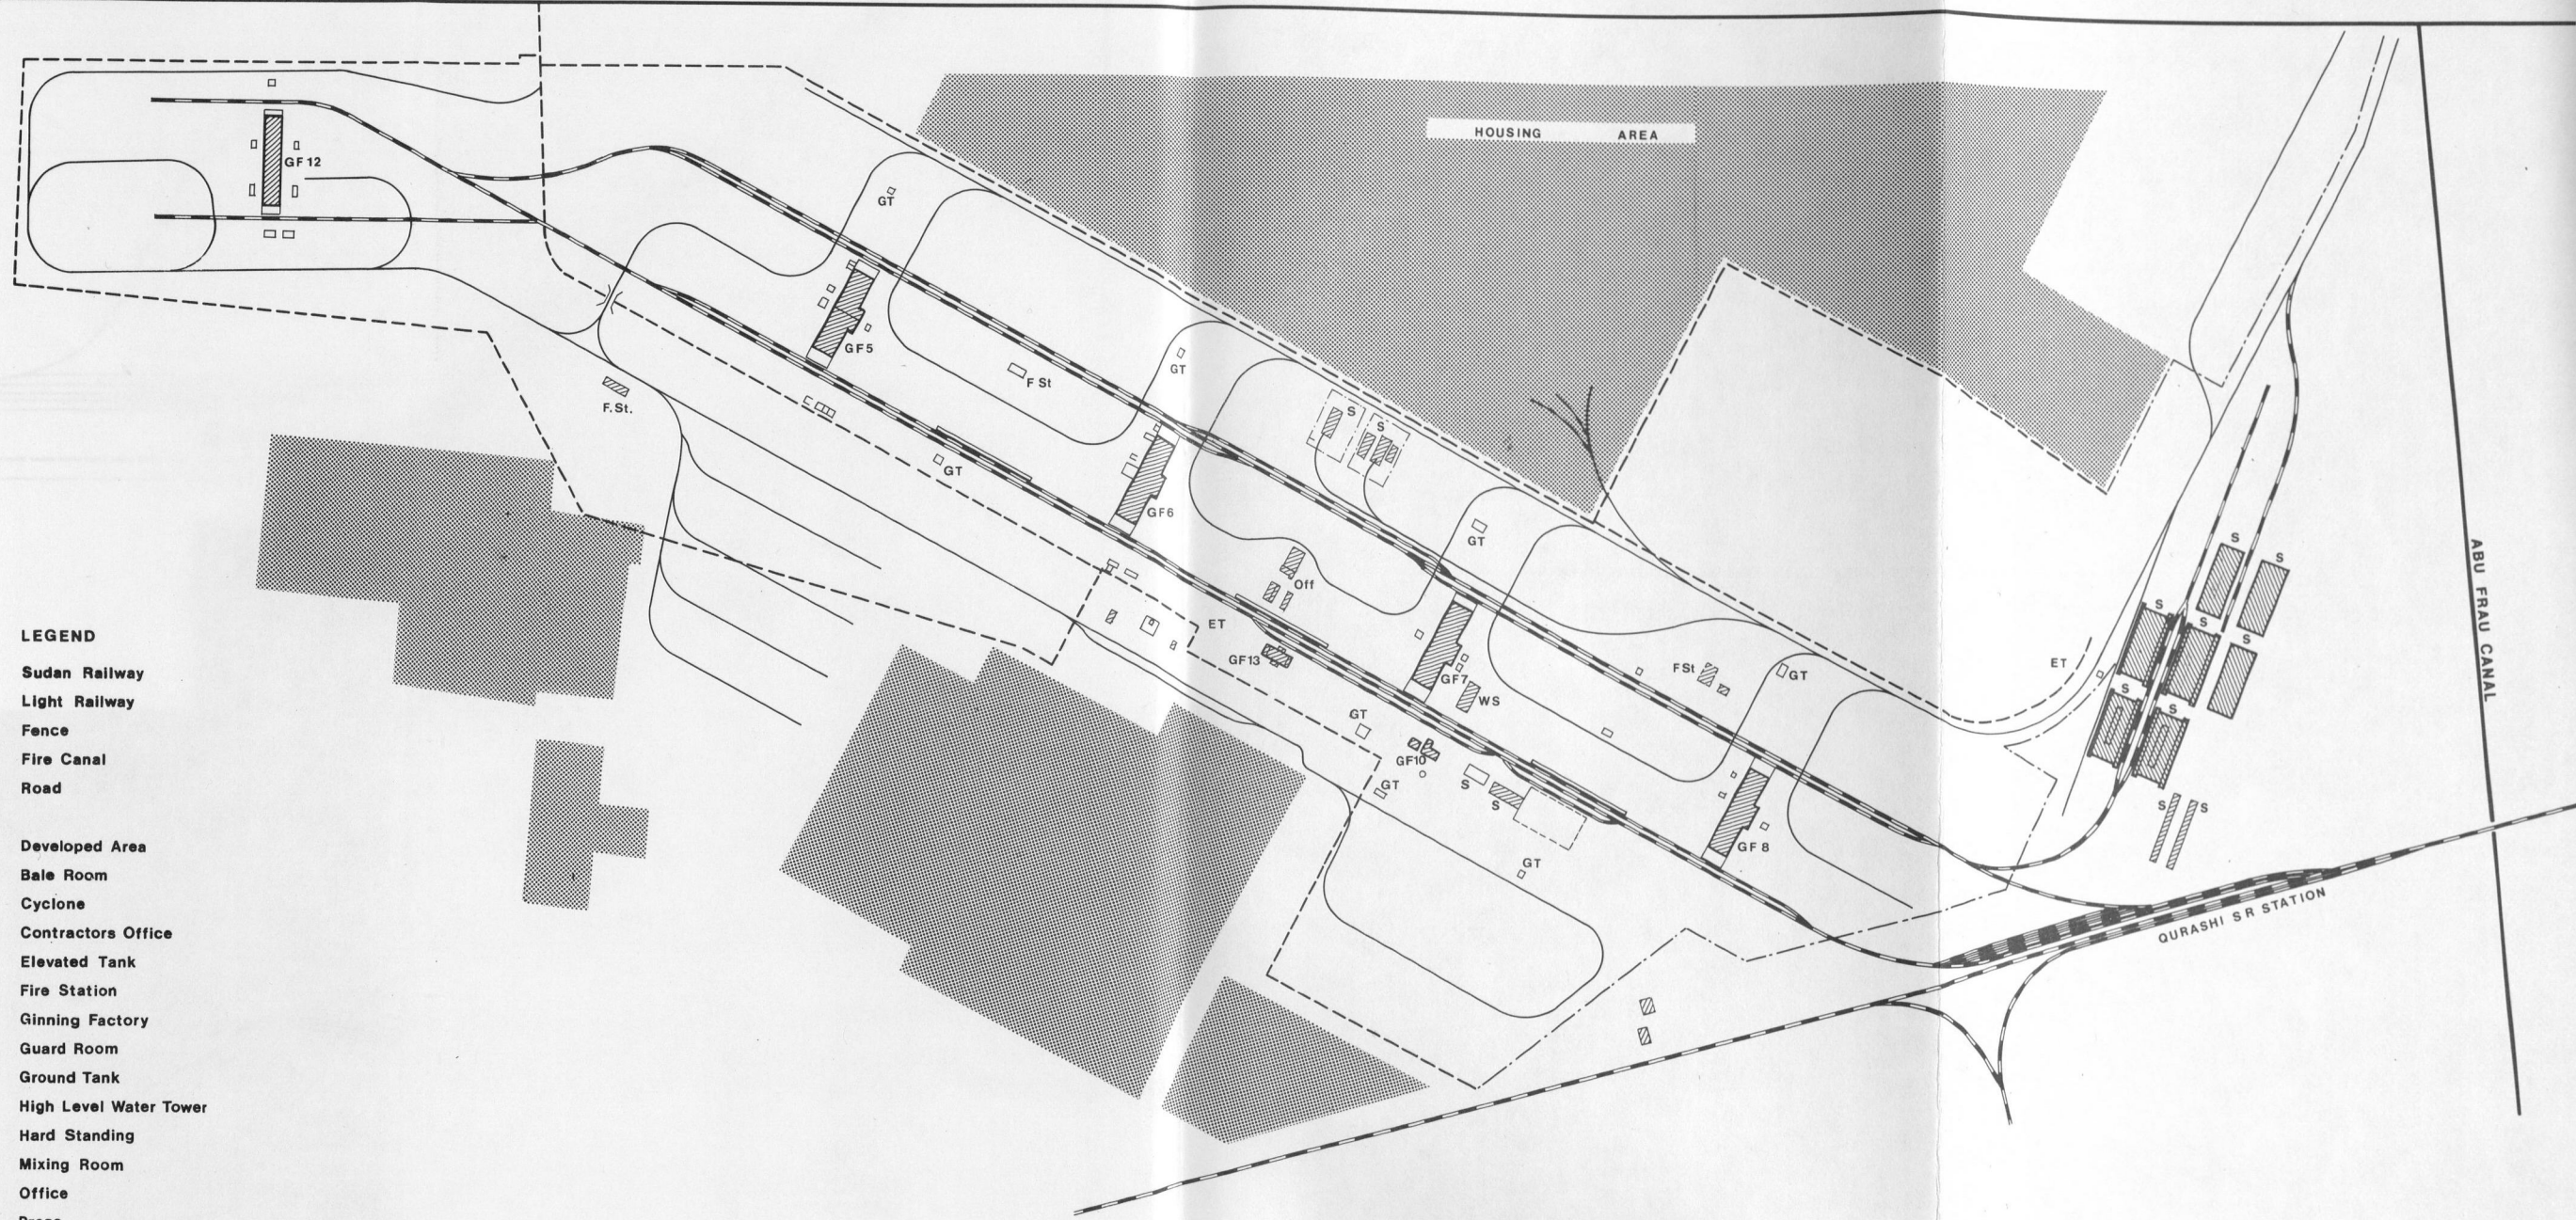 HOUSING AREA
GF 12
GT
GF 5
F St
F.St.
GT
GT
S
S
GF6
GT
Off
ET
GF13
GF7
WS
GT
GF10
GT
S
S
GT
FSt
GT
GF 8
ET
S
S
S
S
S
S
S
S
S
ABU FRAU CANAL
QURASHI S R STATION
LEGEND
Sudan Railway
Light Railway
Fence
Fire Canal
Road
Developed Area
Bale Room
Cyclone
Contractors Office
Elevated Tank
Fire Station
Ginning Factory
Guard Room
Ground Tank
High Level Water Tower
Hard Standing
Mixing Room
Office